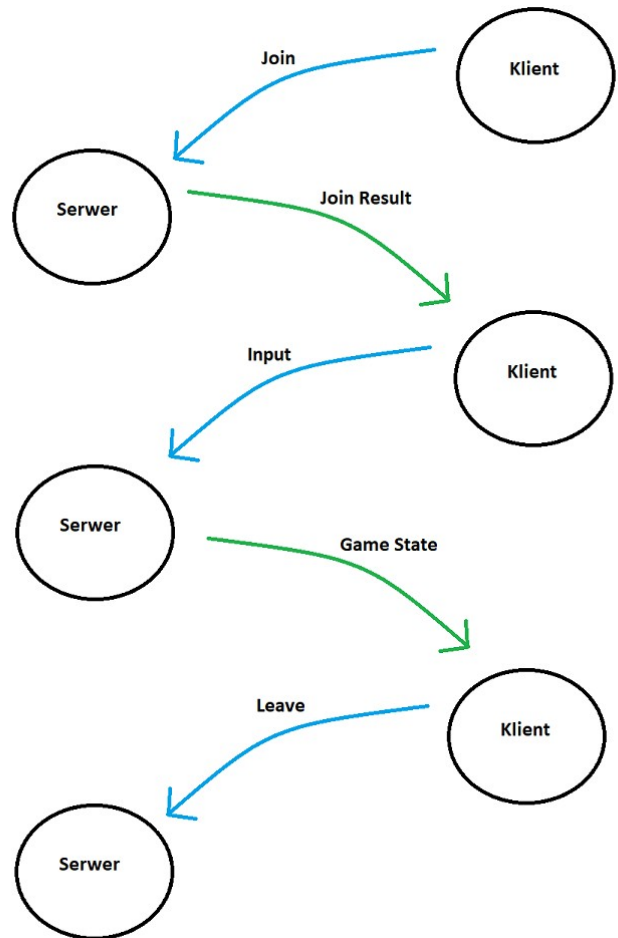 Join
Klient
Serwer
Join Result
Input
Klient
Serwer
Game State
Leave
Klient
Serwer